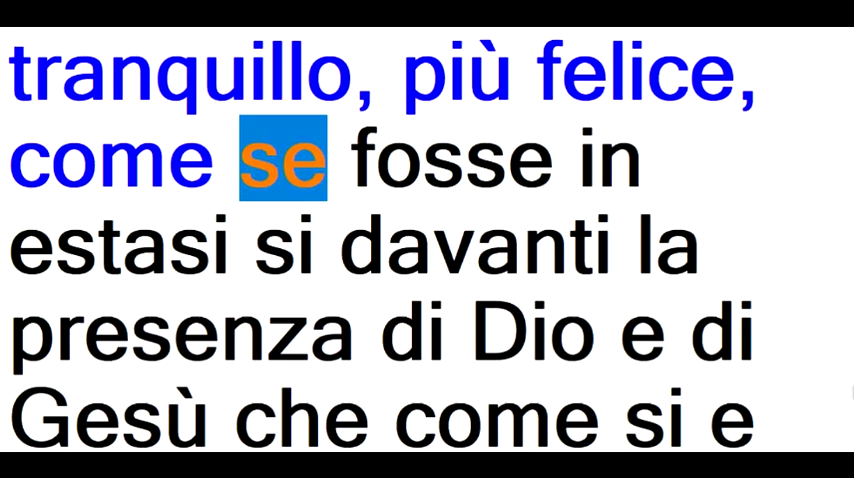 tranquillo, più felice,
come se fosse in
estasi si davanti la
presenza di Dio e di
Gesù che come si e